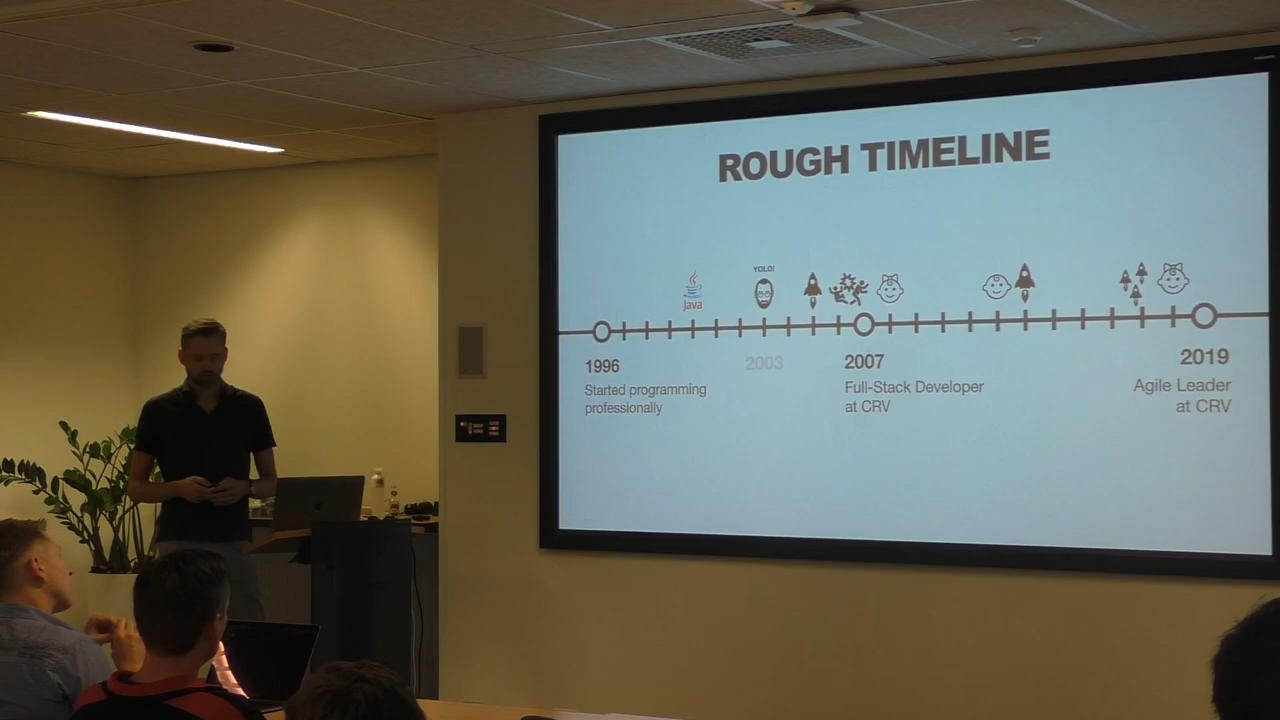 ROUGH TIMELINE
YOLO!
Java
1996
Started programming
professionally
2003
2007
Full-Stack Developer
at CRV
2019
Agile Leader
at CRV